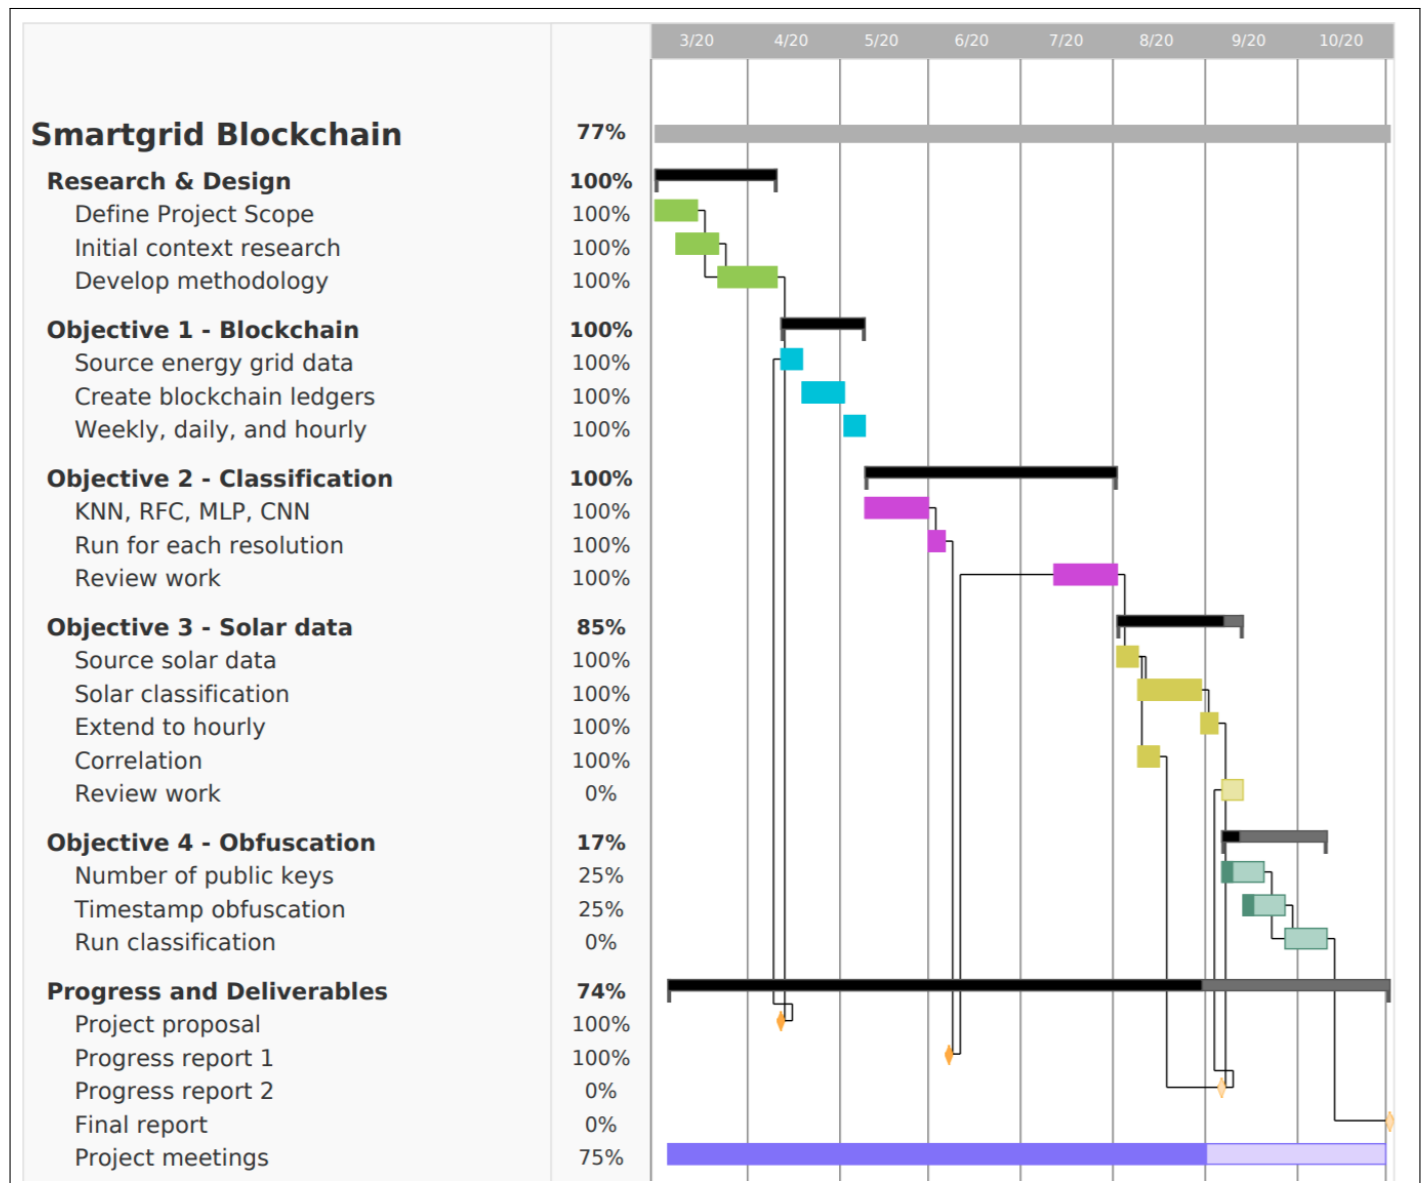 3/20 4/20 5/20 6/20 7/20 8/20 9/20 10/20
Smartgrid Blockchain 77%
Research & Design 100%
Define Project Scope 100%
Initial context research 100%
Develop methodology 100%
Objective 1 - Blockchain 100%
Source energy grid data 100%
Create blockchain ledgers 100%
Weekly, daily, and hourly 100%
Objective 2 - Classification 100%
KNN, RFC, MLP, CNN 100%
Run for each resolution 100%
Review work 100%
Objective 3 - Solar data 85%
Source solar data 100%
Solar classification 100%
Extend to hourly 100%
Correlation 100%
Review work 0%
Objective 4 - Obfuscation 17%
Number of public keys 25%
Timestamp obfuscation 25%
Run classification 0%
Progress and Deliverables 74%
Project proposal 100%
Progress report 1 100%
Progress report 2 0%
Final report 0%
Project meetings 75%